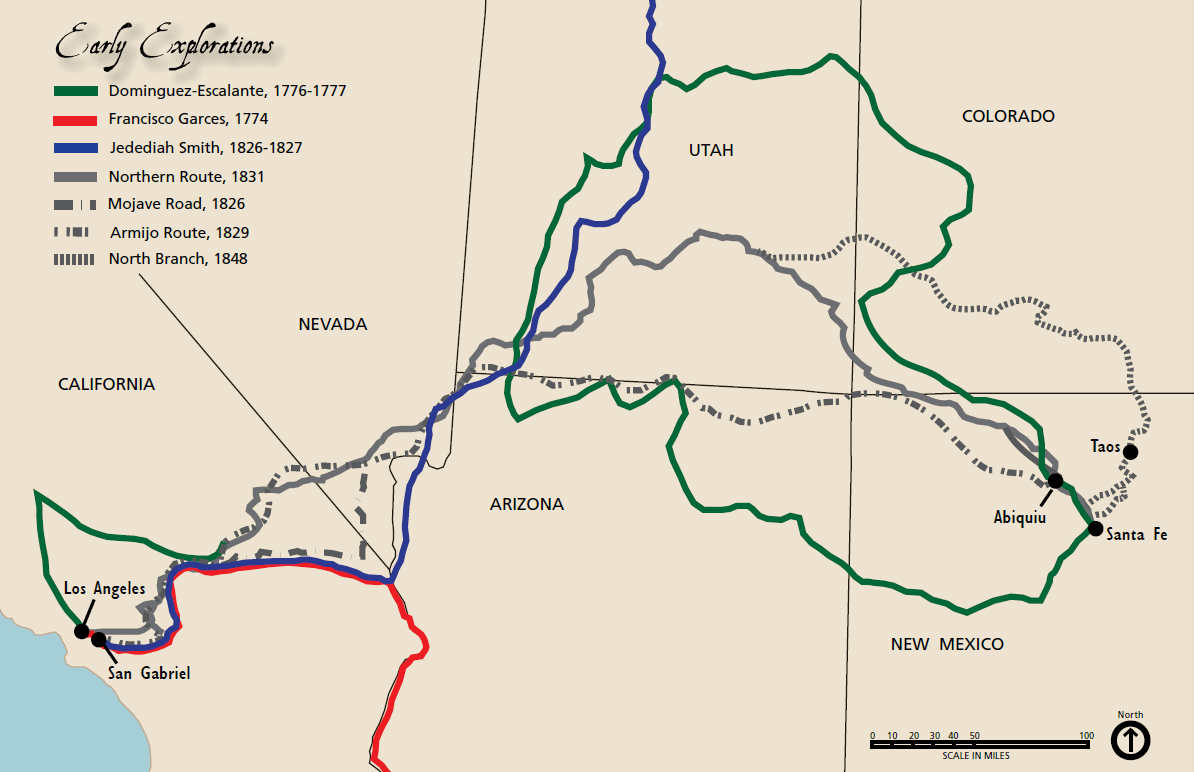 Early Explorations
Dominguez-Escalante, 1776-1777
Francisco Garces, 1774
Jedediah Smith, 1826-1827
Northern Route, 1831
Mojave Road, 1826
Armijo Route, 1829
North Branch, 1848
COLORADO
UTAH
NEVADA
CALIFORNIA
Taos
ARIZONA
Abiquiu
Santa Fe
Los Angeles
NEW MEXICO
San Gabriel
North
0 10 20 30 40 50 100
SCALE IN MILES